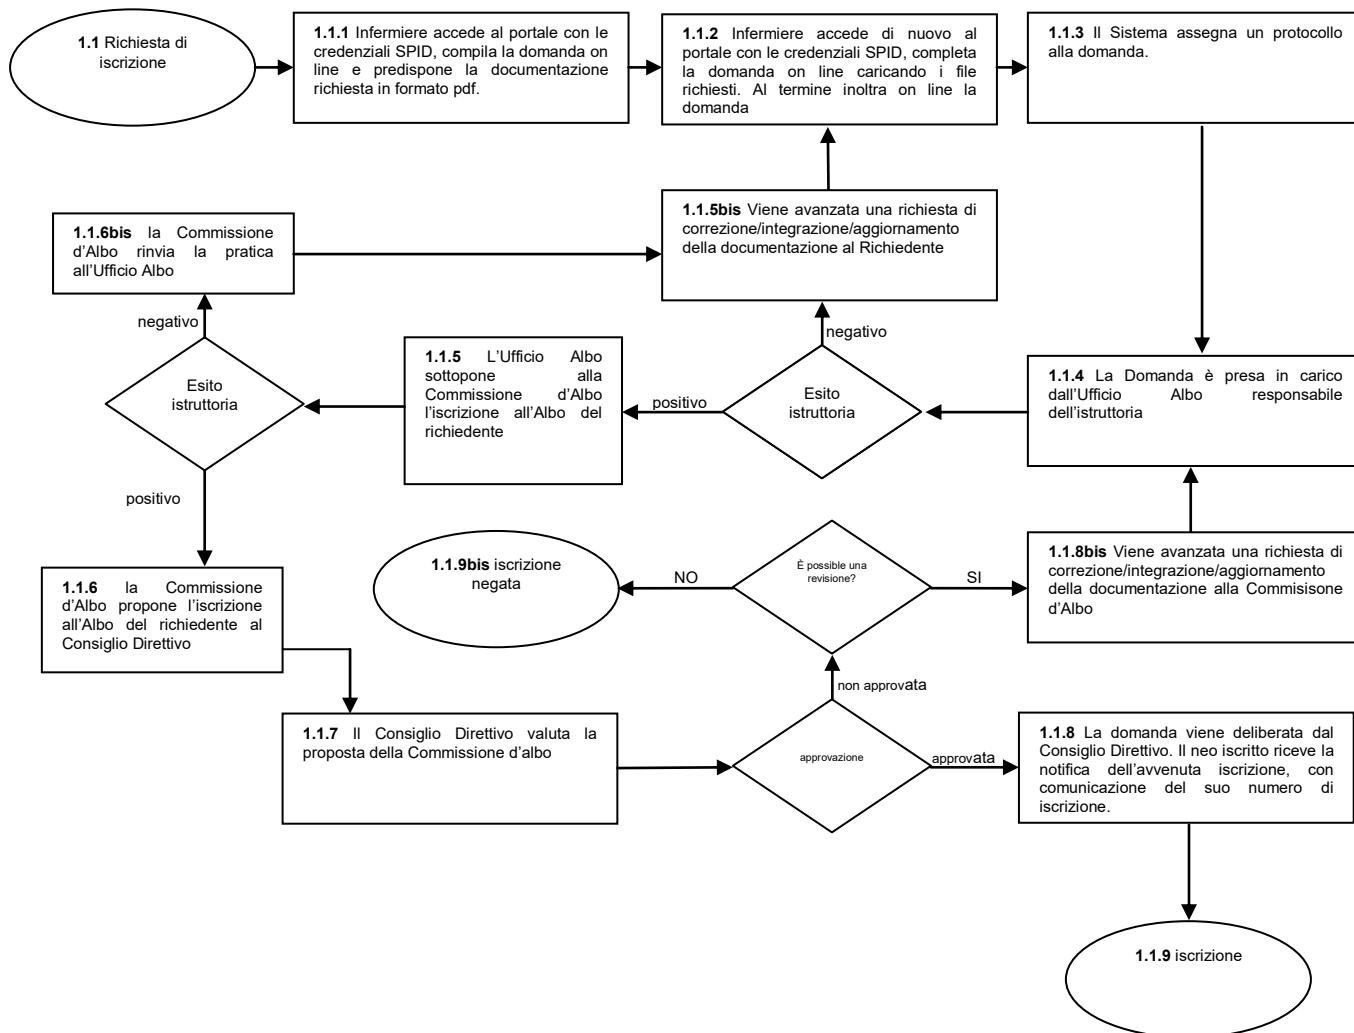 1.1 Richiesta di
iscrizione
1.1.1 Infermiere accede al portale con le
credenziali SPID, compila la domanda on
line e predispone la documentazione
richiesta in formato pdf.
1.1.2 Infermiere accede di nuovo al
portale con le credenziali SPID, completa
la domanda on line caricando i file
richiesti. Al termine inoltra on line la
domanda
1.1.3 Il Sistema assegna un protocollo
alla domanda.
1.1.6bis la Commissione
d'Albo rinvia la pratica
all'Ufficio Albo
1.1.5bis Viene avanzata una richiesta di
correzione/integrazione/aggiornamento
della documentazione al Richiedente
negativo
negativo
Esito
istruttoria
1.1.5 L'Ufficio Albo
sottopone alla
Commissione d'Albo
l'iscrizione all'Albo del
richiedente
positivo
Esito
istruttoria
1.1.4 La Domanda è presa in carico
dall'Ufficio Albo responsabile
dell'istruttoria
positivo
1.1.6 la Commissione
d'Albo propone l'iscrizione
all'Albo del richiedente al
Consiglio Direttivo
1.1.9bis iscrizione
negata
NO
È possible una
revisione?
SI
1.1.8bis Viene avanzata una richiesta di
correzione/integrazione/aggiornamento
della documentazione alla Commisisone
d'Albo
non approvata
1.1.7 Il Consiglio Direttivo valuta la
proposta della Commissione d'albo
approvazione
approvata
1.1.8 La domanda viene deliberata dal
Consiglio Direttivo. Il neo iscritto riceve la
notifica dell'avvenuta iscrizione, con
comunicazione del suo numero di
iscrizione.
1.1.9 iscrizione